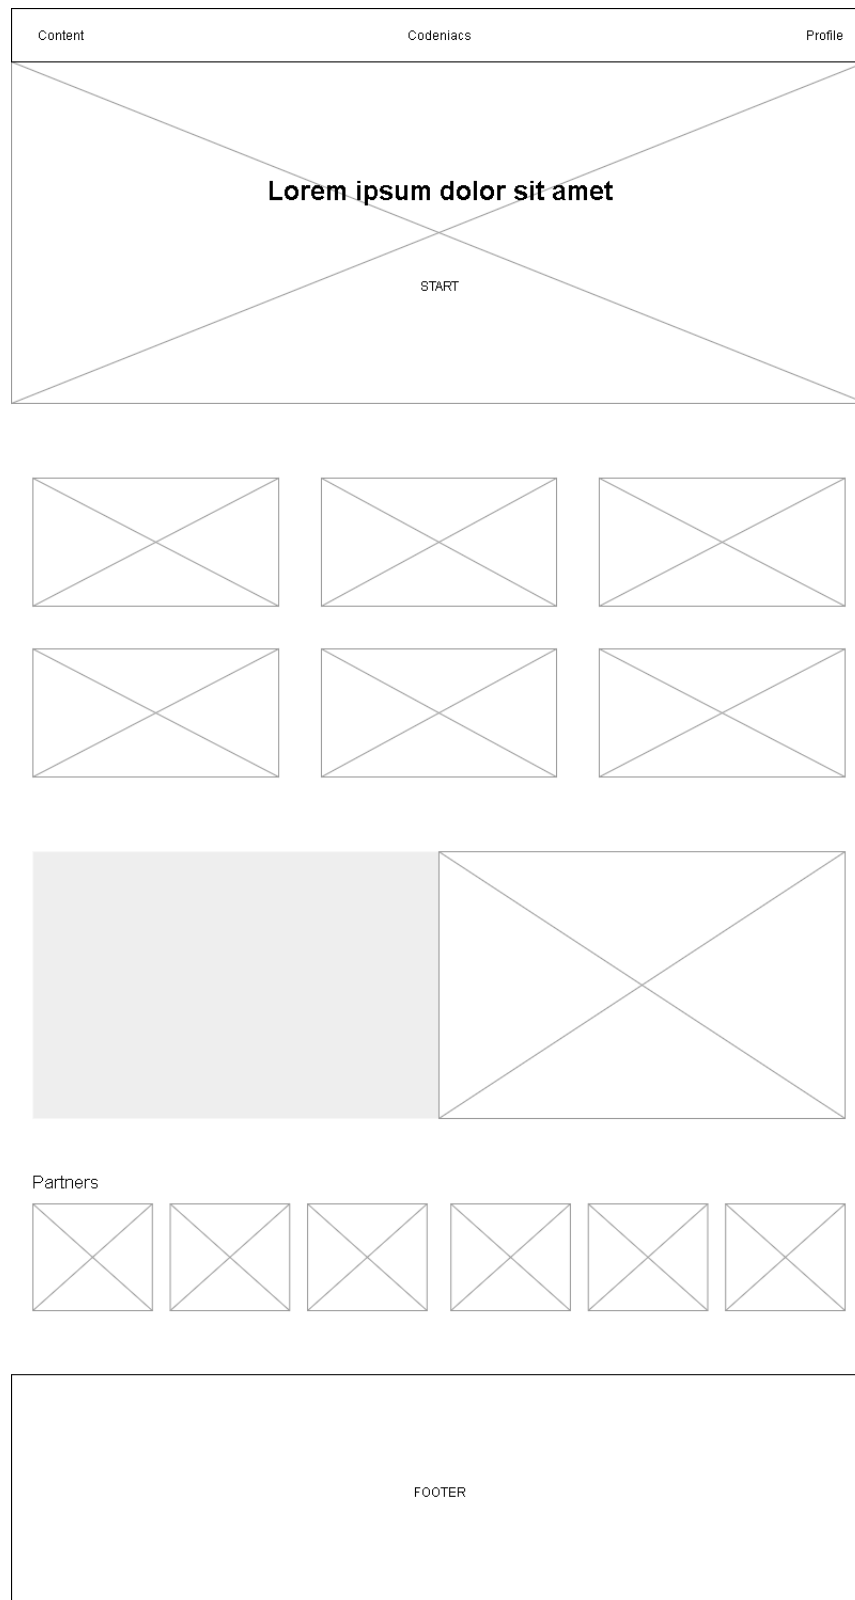 Content
Codeniacs
Profile
Lorem ipsum dolor sit amet
START
Partners
FOOTER